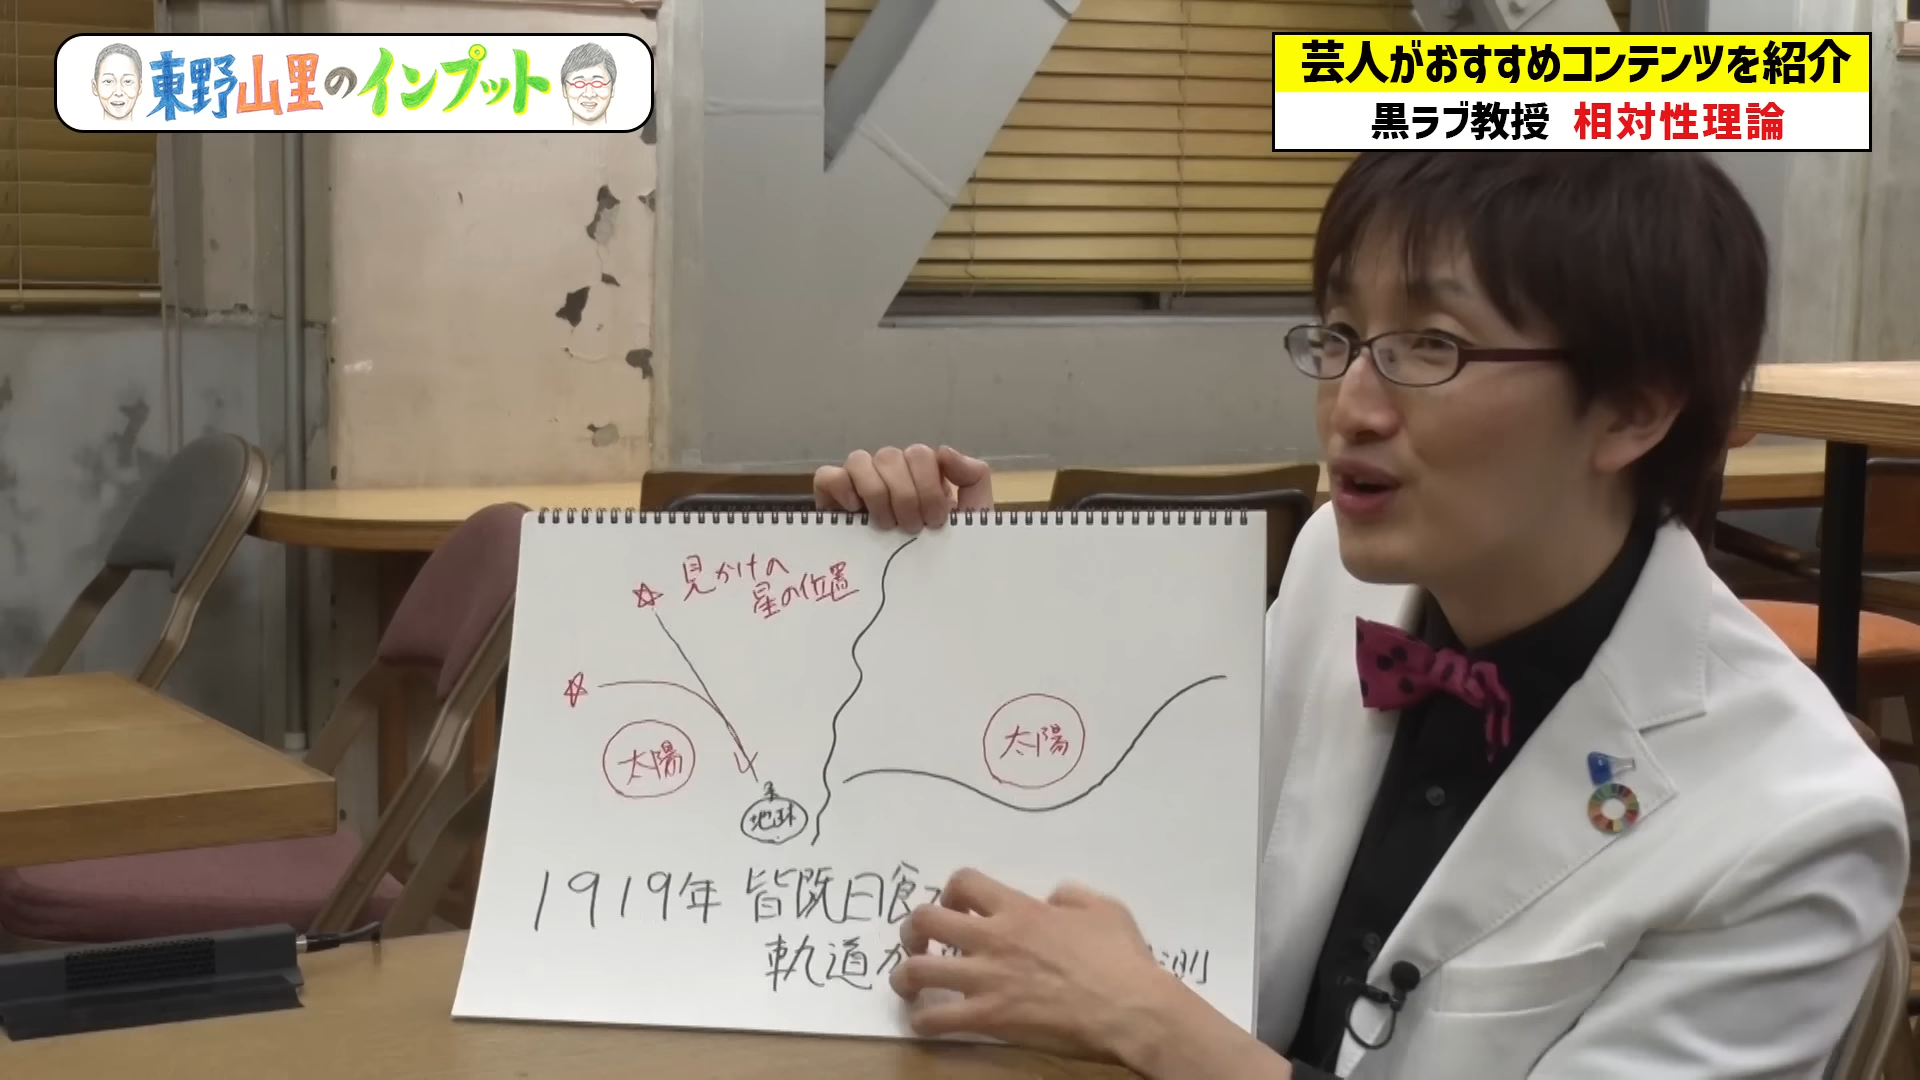 東野山里のインプット
芸人がおすすめコンテンツを紹介
黒ラブ教授 相対性理論
見かけの
星の位置
太陽
太陽
地球
1919年 皆既日食
軌道が
測